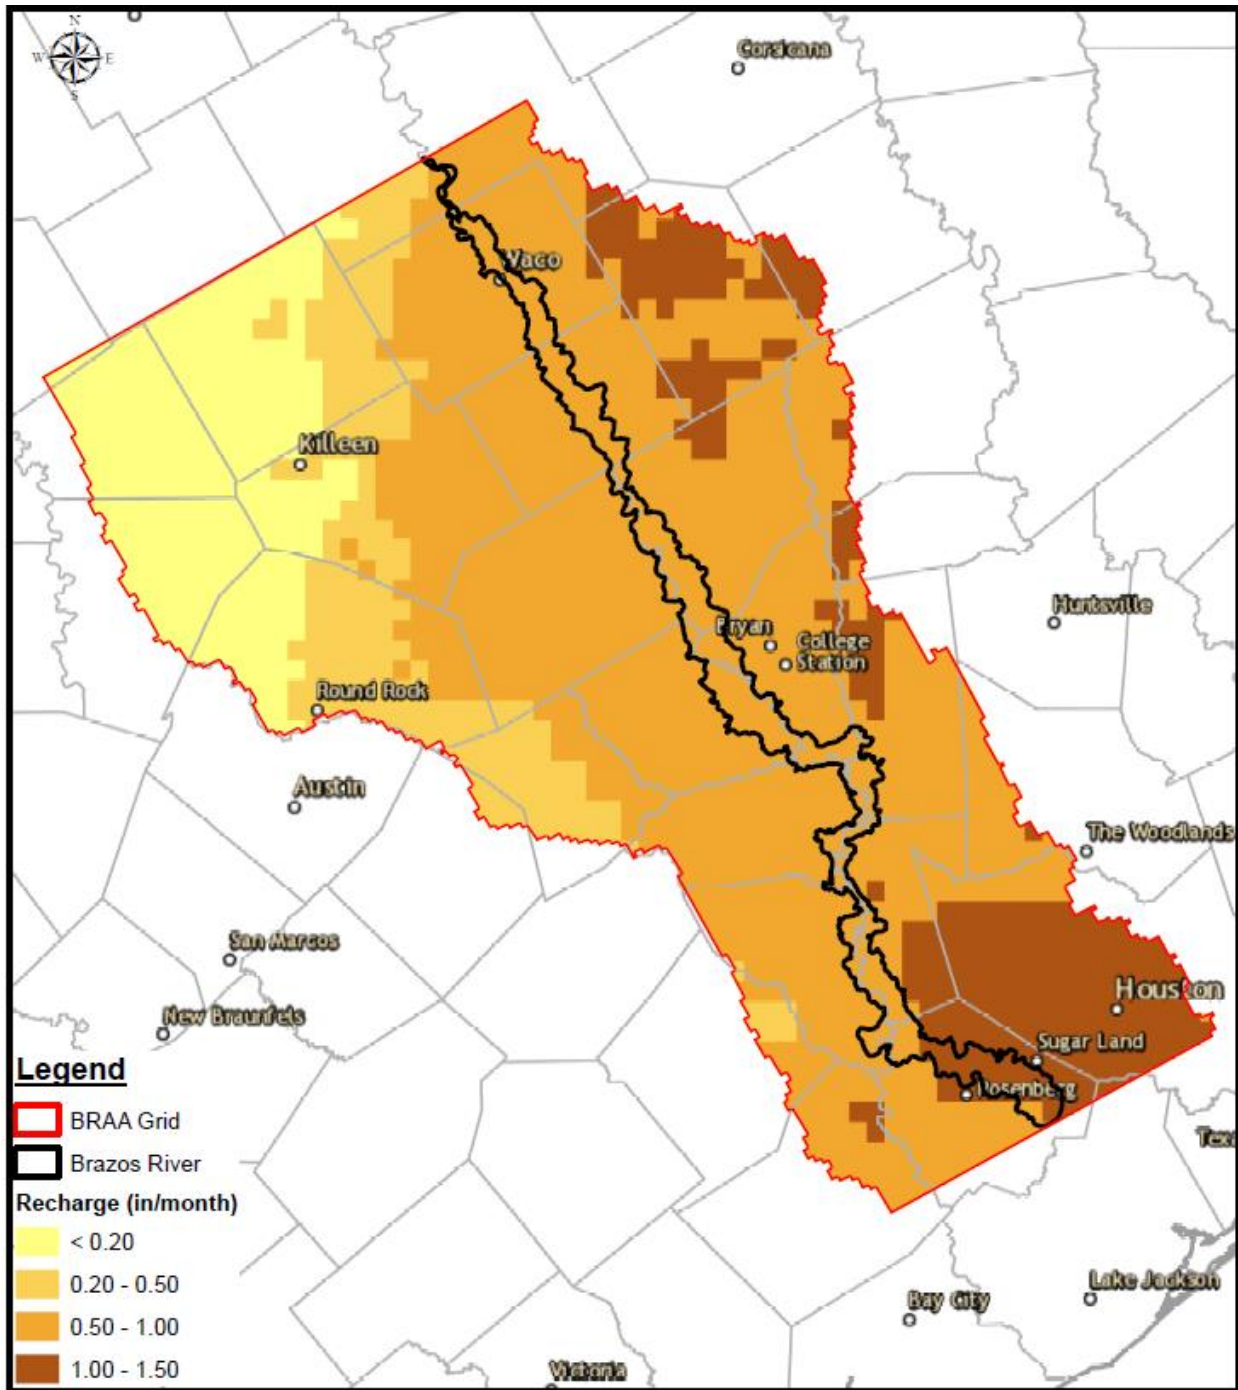 N
W E
S
Corsicana
Waco
Killeen
Huntsville
Bryan
College
Station
Round Rock
Austin
The Woodlands
San Marcos
Houston
New Braunfels
Sugar Land
Rosenberg
Legend
BRAA Grid
Brazos River
Recharge (in/month)
< 0.20
0.20 - 0.50
0.50 - 1.00
1.00 - 1.50
Lake Jackson
Bay City
Victoria